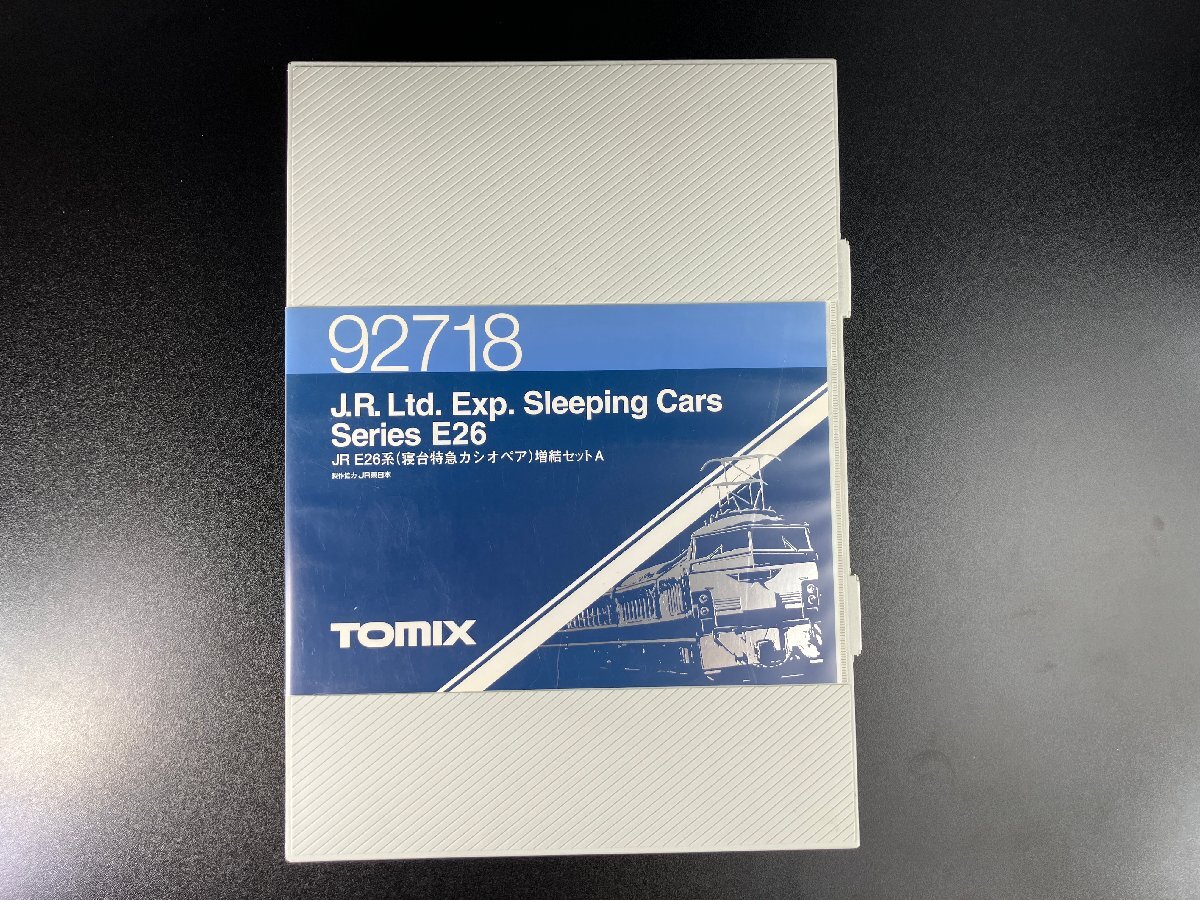 92718
J.R. Ltd. Exp. Sleeping Cars
Series E26
JR E26系(寝台特急カシオペア)増結セットA
製作協力 JR東日本
TOMIX